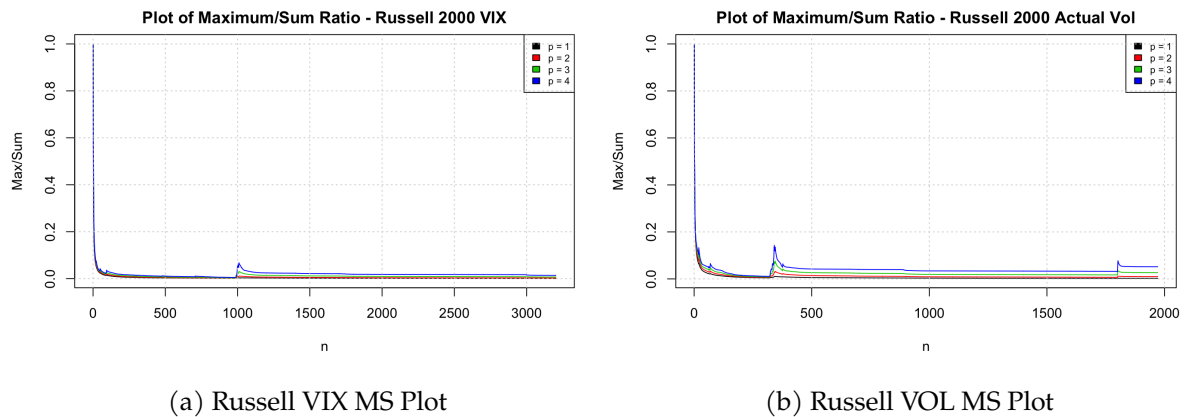 Plot of Maximum/Sum Ratio - Russell 2000 VIX
Max/Sum
1.0
0.8
0.6
0.4
0.2
0.0
p = 1
p = 2
p = 3
p = 4
0 500 1000 1500 2000 2500 3000
n
(a) Russell VIX MS Plot
Plot of Maximum/Sum Ratio - Russell 2000 Actual Vol
Max/Sum
1.0
0.8
0.6
0.4
0.2
0.0
p = 1
p = 2
p = 3
p = 4
0 500 1000 1500 2000
n
(b) Russell VOL MS Plot